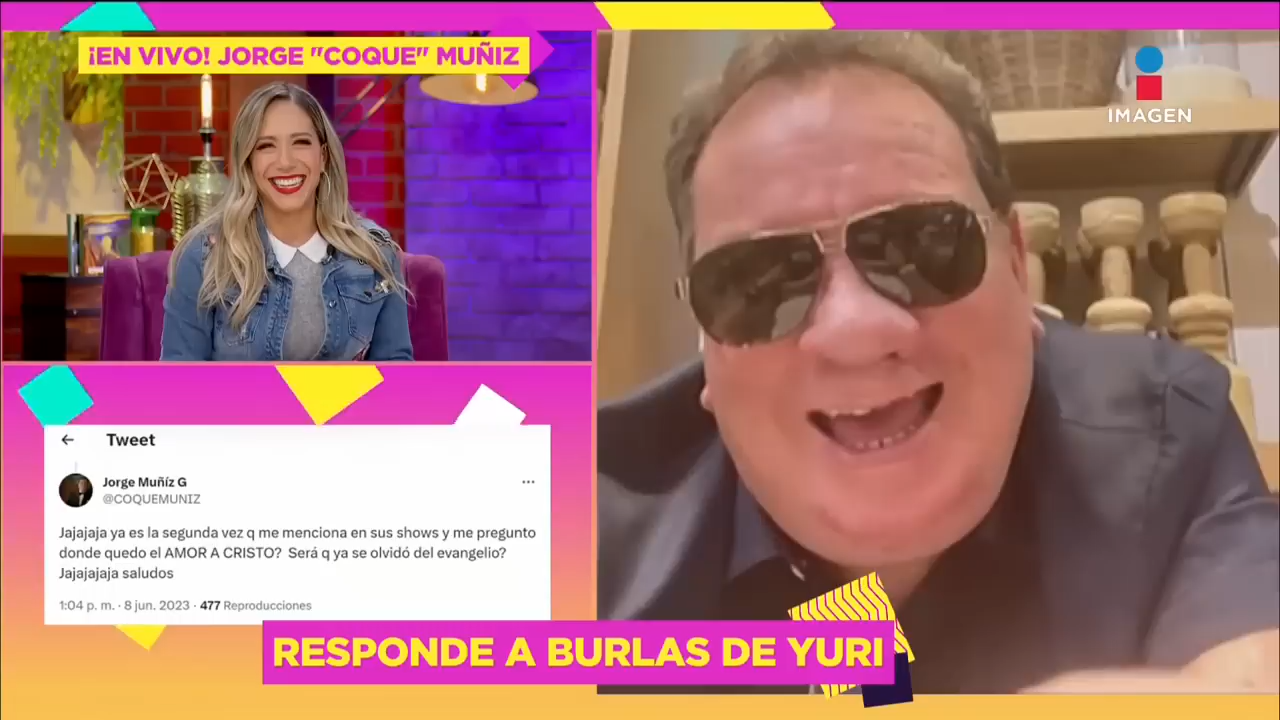 ¡EN VIVO! JORGE "COQUE" MUÑIZ
IMAGEN
Tweet
Jorge Muñíz G
@COQUEMUNIZ
Jajajaja ya es la segunda vez q me menciona en sus shows y me pregunto
donde quedo el AMOR A CRISTO? Será q ya se olvidó del evangelio?
Jajajajaja saludos
1:04 p. m. · 8 jun. 2023 · 477 Reproducciones
RESPONDE A BURLAS DE YURI